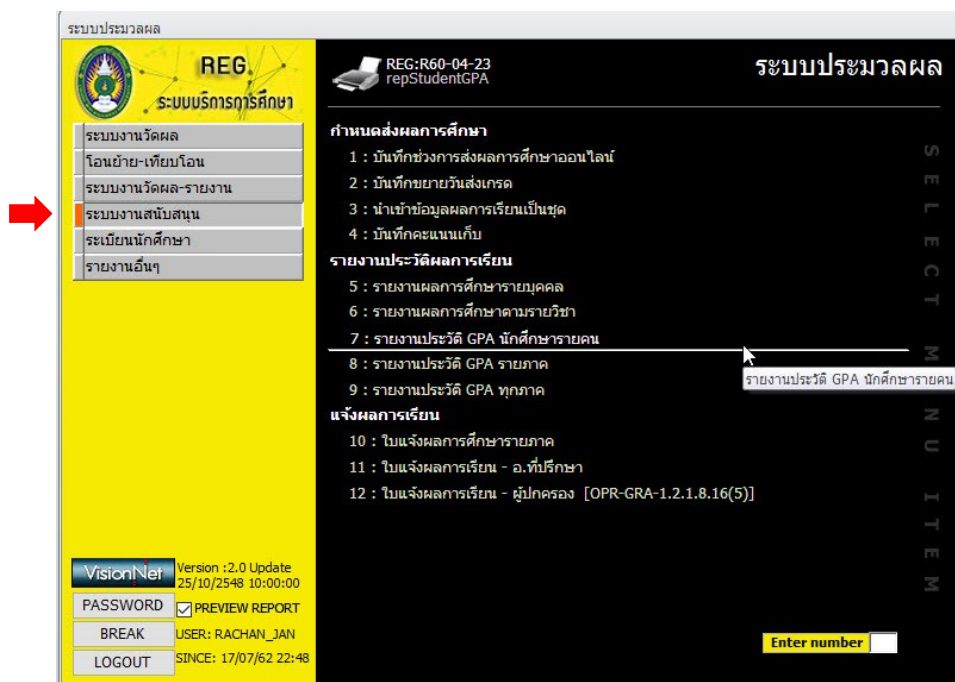 ระบบประมวลผล
REG.
ระบบบริการการศึกษา
ระบบงานวัดผล
โอนย้าย-เทียบโอน
ระบบงานวัดผล-รายงาน
ระบบงานสนับสนุน
ระเบียนนักศึกษา
รายงานอื่นๆ
VisionNet
Version :2.0 Update
25/10/2548 10:00:00
PASSWORD
PREVIEW REPORT
BREAK
USER: RACHAN_JAN
LOGOUT
SINCE: 17/07/62 22:48
REG:R60-04-23
repStudentGPA
ระบบประมวลผล
กำหนดส่งผลการศึกษา
1 : บันทึกช่วงการส่งผลการศึกษาออนไลน์
2 : บันทึกขยายวันส่งเกรด
3 : นำเข้าข้อมูลผลการเรียนเป็นชุด
4 : บันทึกคะแนนเก็บ
รายงานประวัติผลการเรียน
5 : รายงานผลการศึกษารายบุคคล
6 : รายงานผลการศึกษาตามรายวิชา
7 : รายงานประวัติ GPA นักศึกษารายคน
8 : รายงานประวัติ GPA รายภาค
รายงานประวัติ GPA นักศึกษารายคน
9 : รายงานประวัติ GPA ทุกภาค
แจ้งผลการเรียน
10 : ใบแจ้งผลการศึกษารายภาค
11 : ใบแจ้งผลการเรียน - อ.ที่ปรึกษา
12 : ใบแจ้งผลการเรียน - ผู้ปกครอง [OPR-GRA-1.2.1.8.16(5)]
SELECT MENU ITEM
Enter number